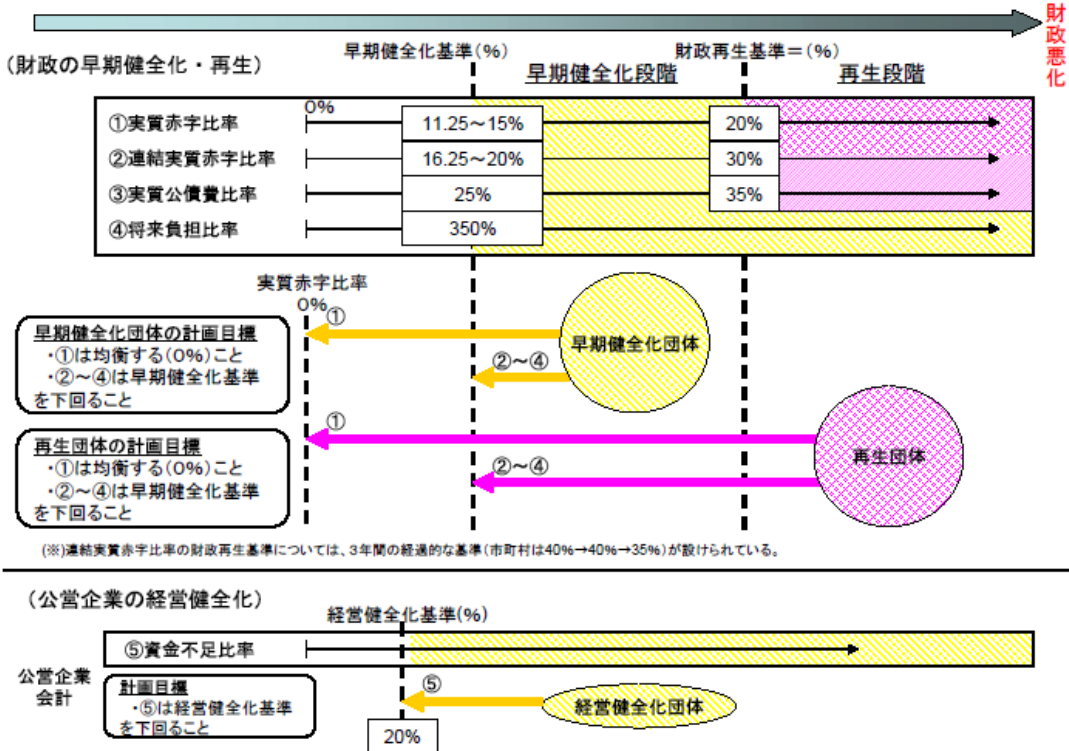 財政悪化
(財政の早期健全化・再生)
早期健全化基準(%)
財政再生基準=(%)
早期健全化段階
再生段階
0%
①実質赤字比率
11.25～15%
20%
②連結実質赤字比率
16.25～20%
30%
③実質公債費比率
25%
35%
④将来負担比率
350%
実質赤字比率
0%
早期健全化団体の計画目標
・①は均衡する(0%)こと
・②～④は早期健全化基準
を下回ること
①
②～④
早期健全化団体
再生団体の計画目標
・①は均衡する(0%)こと
・②～④は早期健全化基準
を下回ること
①
②～④
再生団体
(※)連結実質赤字比率の財政再生基準については、3年間の経過的な基準(市町村は40%→40%→35%)が設けられている。
(公営企業の経営健全化)
経営健全化基準(%)
⑤資金不足比率
公営企業
会計
計画目標
・⑤は経営健全化基準
を下回ること
⑤
経営健全化団体
20%